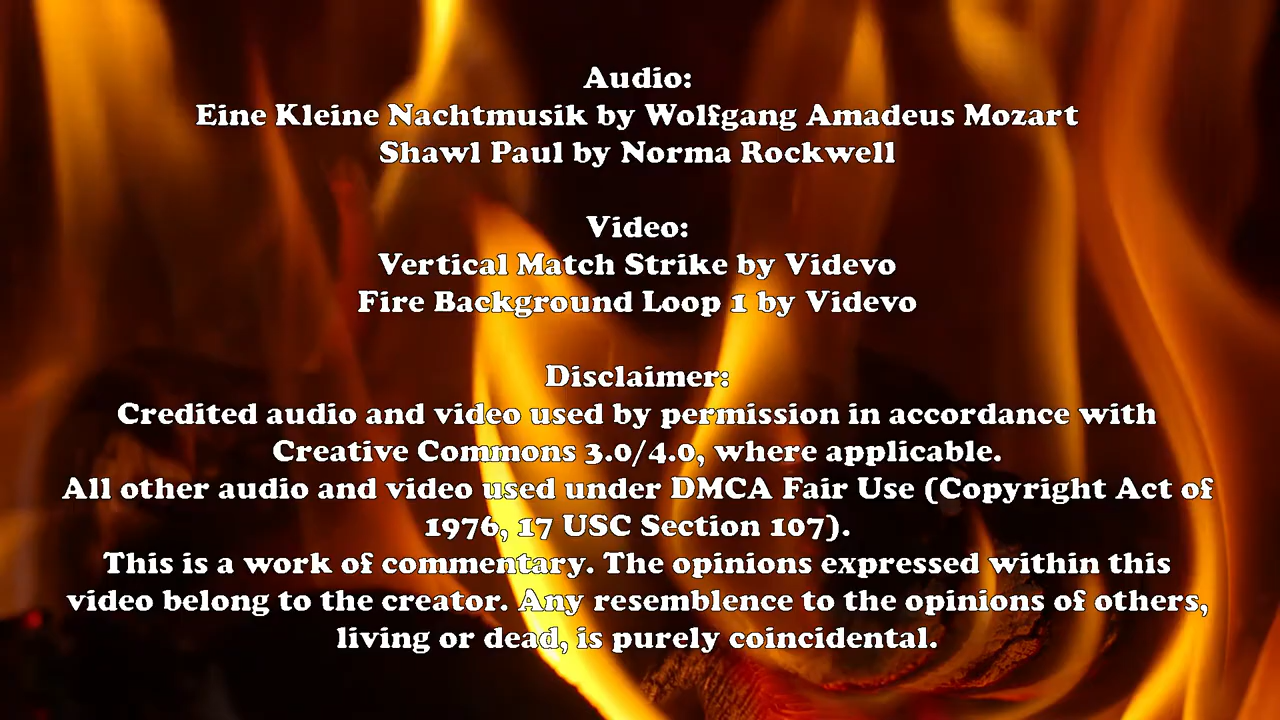 Audio:
Eine Kleine Nachtmusik by Wolfgang Amadeus Mozart
Shawl Paul by Norma Rockwell
Video:
Vertical Match Strike by Videvo
Fire Background Loop 1 by Videvo
Disclaimer:
Credited audio and video used by permission in accordance with
Creative Commons 3.0/4.0, where applicable.
All other audio and video used under DMCA Fair Use (Copyright Act of
1976, 17 USC Section 107).
This is a work of commentary. The opinions expressed within this
video belong to the creator. Any resemblence to the opinions of others,
living or dead, is purely coincidental.